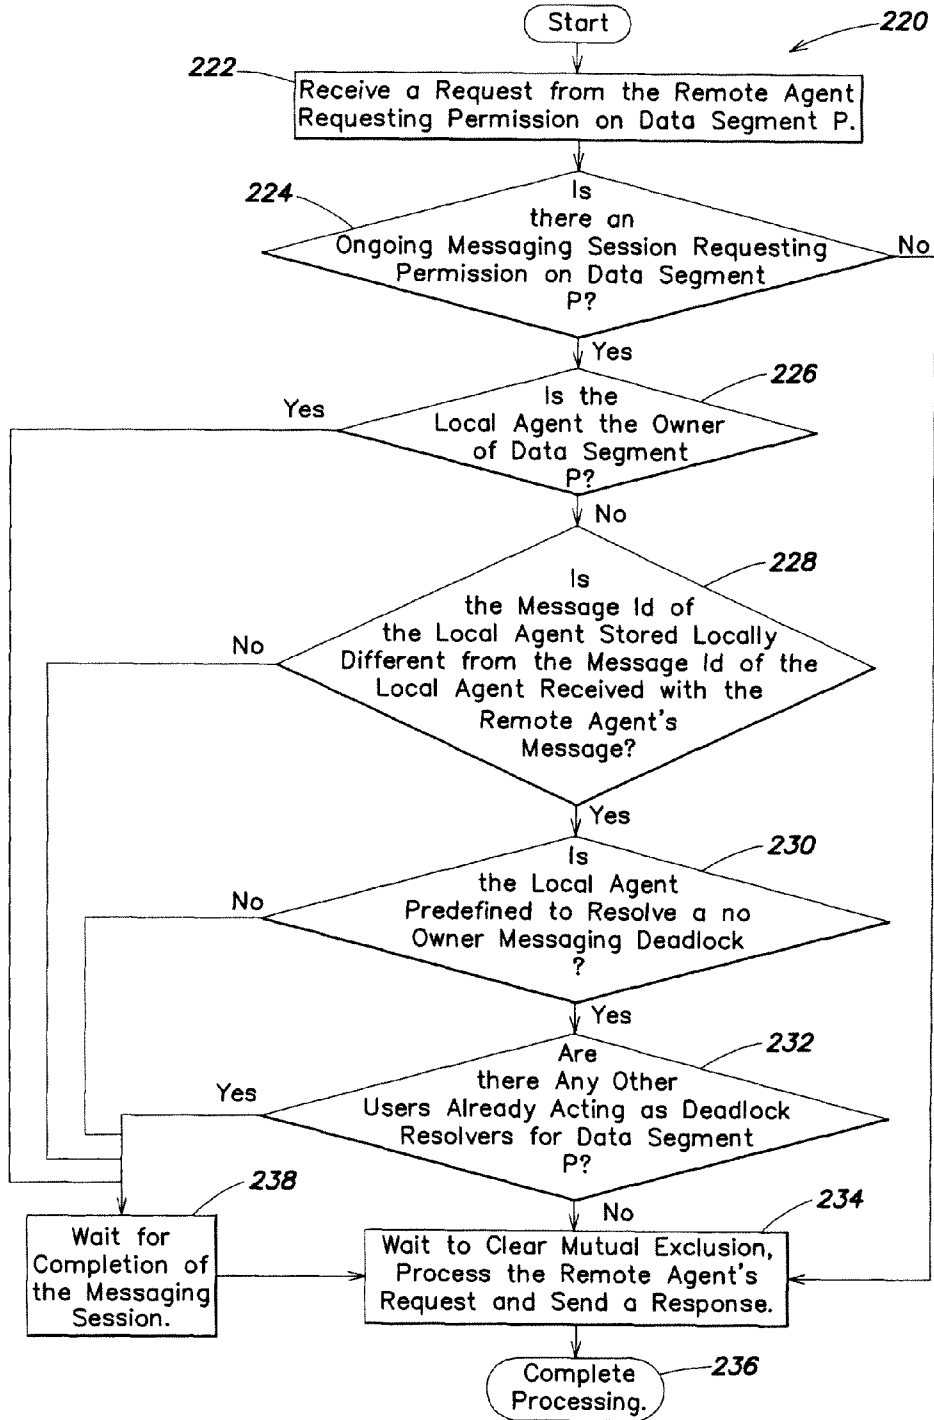 Start
220
222
Receive a Request from the Remote Agent
Requesting Permission on Data Segment P.
224
Is
there an
Ongoing Messaging Session Requesting
Permission on Data Segment
P?
No
Yes
226
Yes
Is the
Local Agent the Owner
of Data Segment
P?
No
228
Is
the Message Id of
the Local Agent Stored Locally
Different from the Message Id of the
Local Agent Received with the
Remote Agent's
Message?
No
Yes
230
Is
the Local Agent
Predefined to Resolve a no
Owner Messaging Deadlock
?
No
Yes
232
Are
there Any Other
Users Already Acting as Deadlock
Resolvers for Data Segment
P?
Yes
No
238
Wait for
Completion of
the Messaging
Session.
234
Wait to Clear Mutual Exclusion,
Process the Remote Agent's
Request and Send a Response.
236
Complete
Processing.